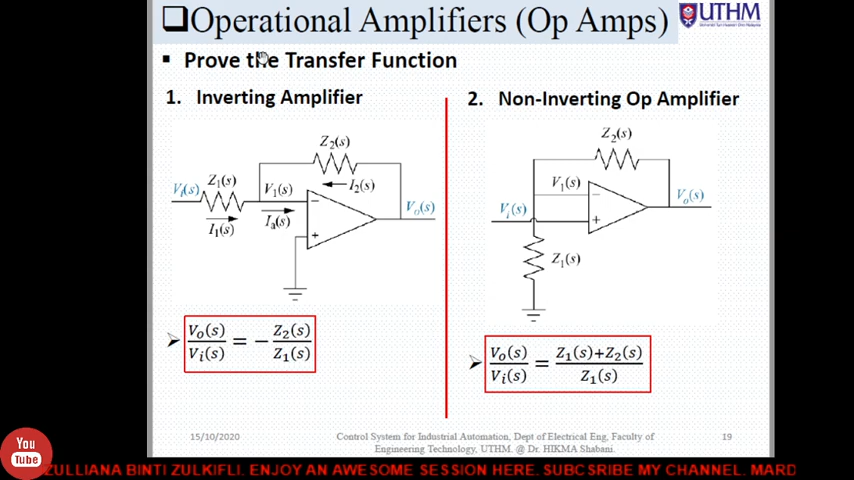 Operational Amplifiers (Op Amps)
UTHM
Prove the Transfer Function
1. Inverting Amplifier
2. Non-Inverting Op Amplifier
Z₂(s)
Z₁(s)
Vᵢ(s)
V₁(s)
I₂(s)
I₁(s)
Iₐ(s)
Vₒ(s)
-
+
Z₂(s)
V₁(s)
Vᵢ(s)
Vₒ(s)
-
+
Z₁(s)
Vₒ(s)/Vᵢ(s) = − Z₂(s)/Z₁(s)
Vₒ(s)/Vᵢ(s) = Z₁(s)+Z₂(s)/Z₁(s)
15/10/2020
Control System for Industrial Automation, Dept of Electrical Eng, Faculty of
Engineering Technology, UTHM. @ Dr. HIKMA Shabani.
19
You
Tube
ZULLIANA BINTI ZULKIFLI. ENJOY AN AWESOME SESSION HERE. SUBCSRIBE MY CHANNEL. MARD